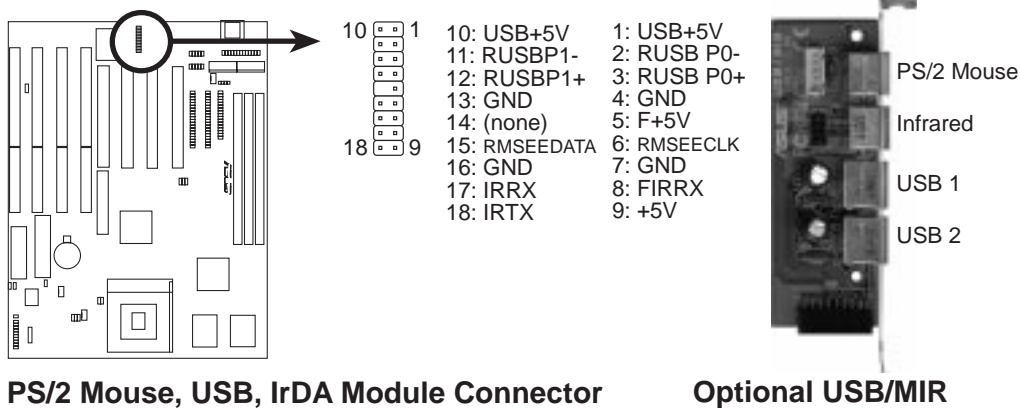 10 1
18 9
10: USB+5V 1: USB+5V
11: RUSBP1- 2: RUSB P0-
12: RUSBP1+ 3: RUSB P0+
13: GND 4: GND
14: (none) 5: F+5V
15: RMSEEDATA 6: RMSEECLK
16: GND 7: GND
17: IRRX 8: FIRRX
18: IRTX 9: +5V
PS/2 Mouse
Infrared
USB 1
USB 2
PS/2 Mouse, USB, IrDA Module Connector
Optional USB/MIR